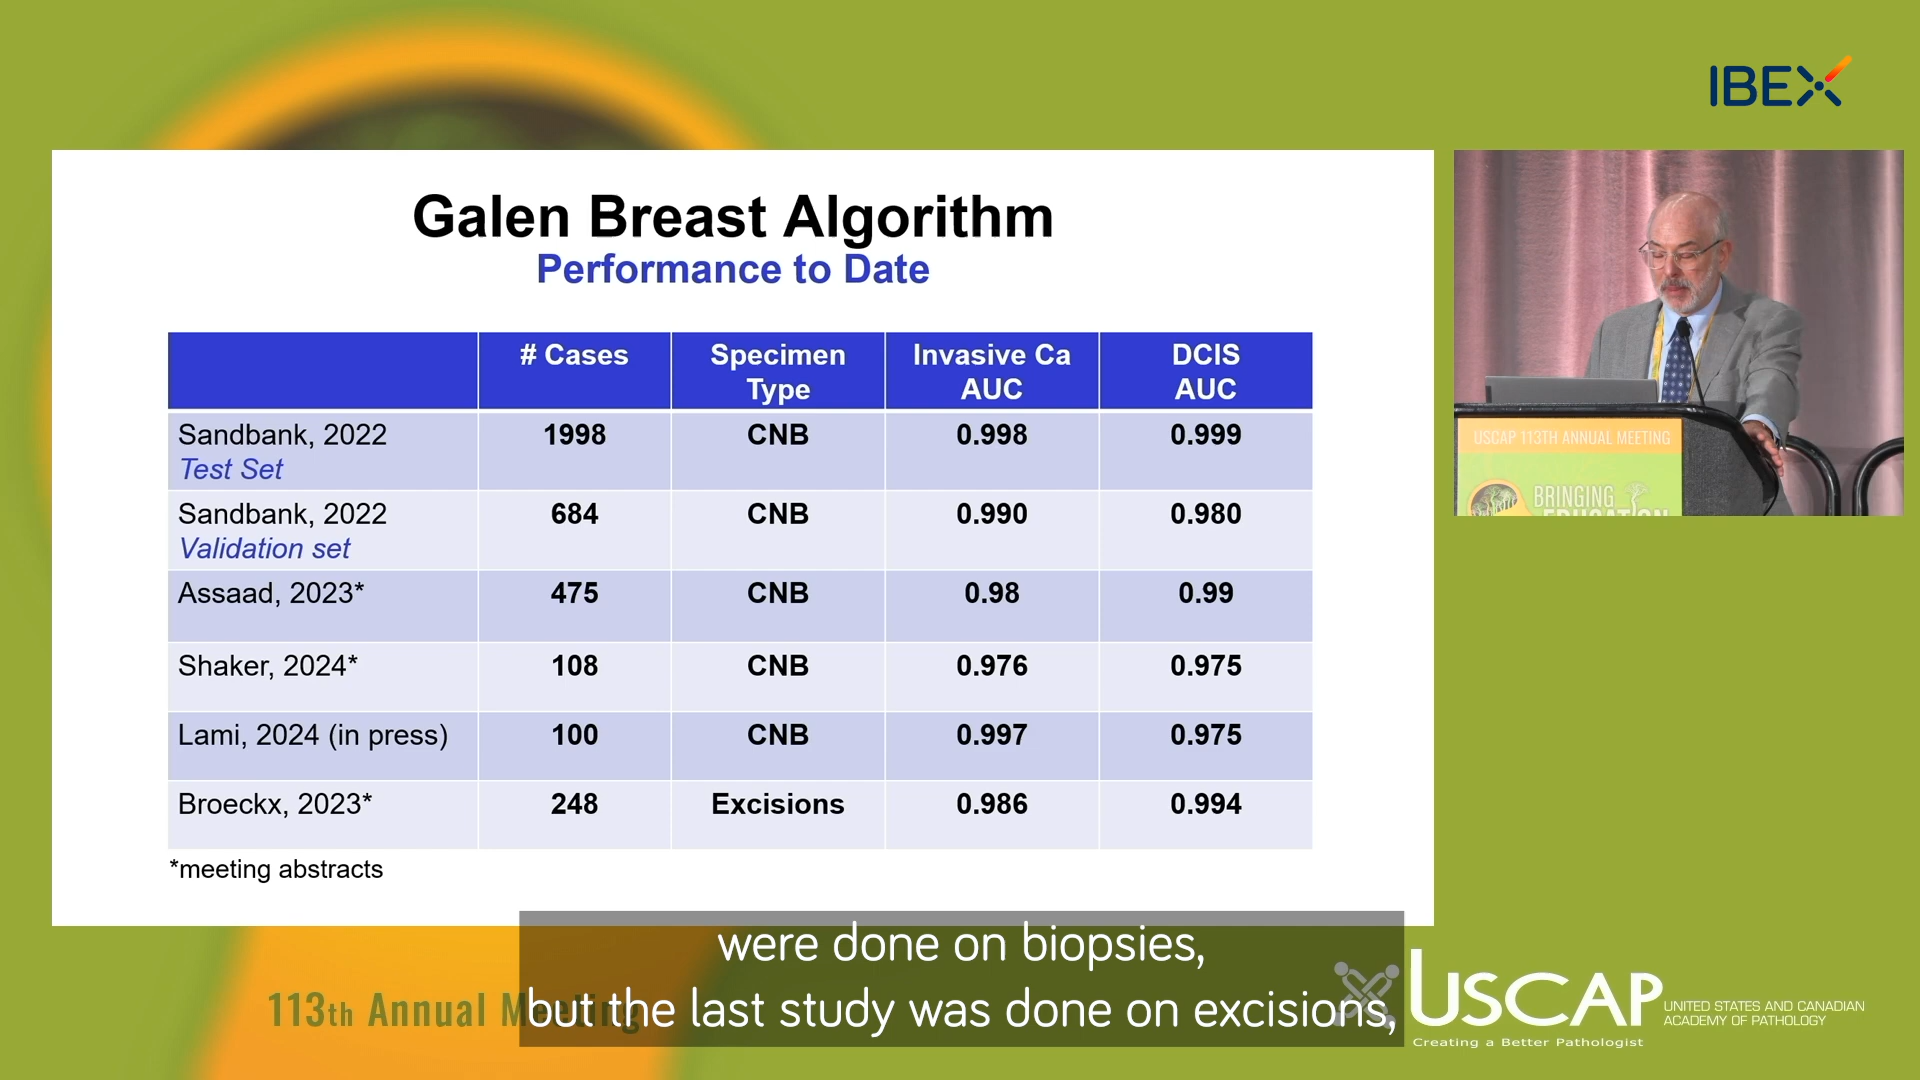 IBEX
Galen Breast Algorithm
Performance to Date
# Cases
Specimen Type
Invasive Ca AUC
DCIS AUC
Sandbank, 2022 Test Set
1998
CNB
0.998
0.999
Sandbank, 2022 Validation set
684
CNB
0.990
0.980
Assaad, 2023*
475
CNB
0.98
0.99
Shaker, 2024*
108
CNB
0.976
0.975
Lami, 2024 (in press)
100
CNB
0.997
0.975
Broeckx, 2023*
248
Excisions
0.986
0.994
*meeting abstracts
USCAP 113TH ANNUAL MEETING
BRINGING
EDUCATION
were done on biopsies,
but the last study was done on excisions,
113th Annual Meeting
USCAP
UNITED STATES AND CANADIAN
ACADEMY OF PATHOLOGY
Creating a Better Pathologist